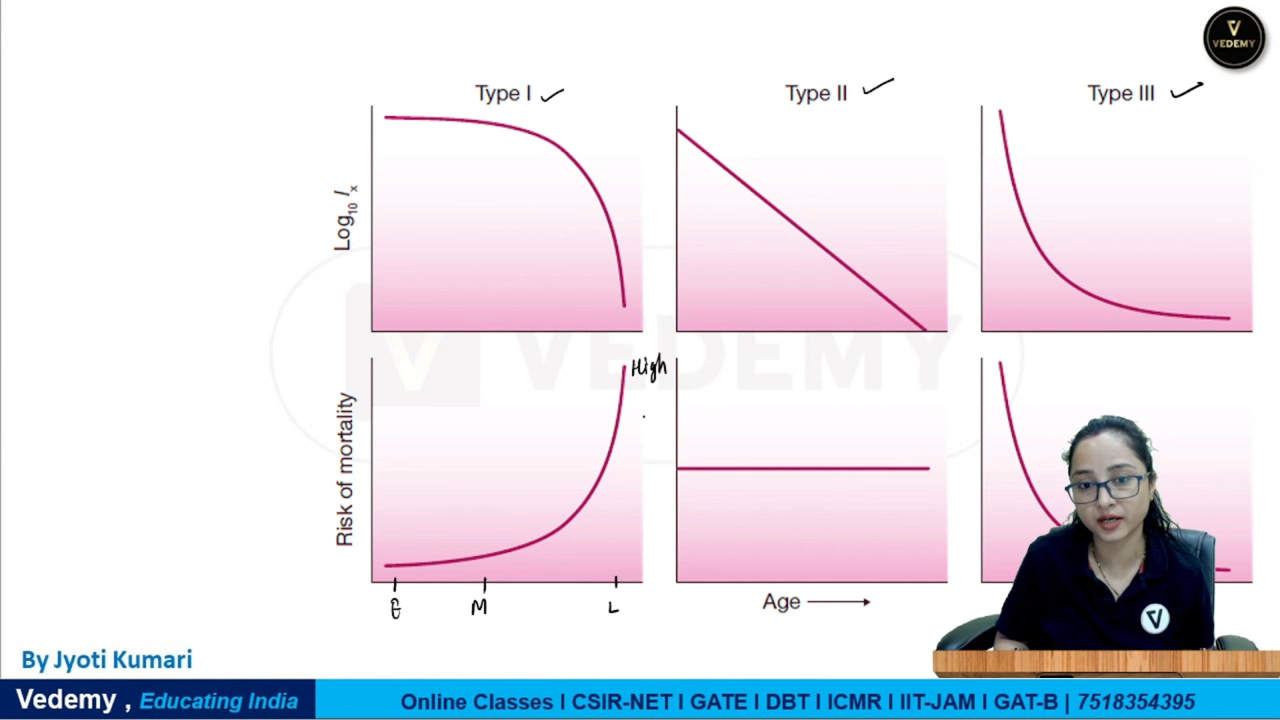 VEDEMY
Type I
Type II
Type III
Log10 lx
VEDEMY
High
Risk of mortality
E M L
Age
By Jyoti Kumari
Vedemy , Educating India
Online Classes I CSIR-NET I GATE I DBT I ICMR I IIT-JAM I GAT-B | 7518354395